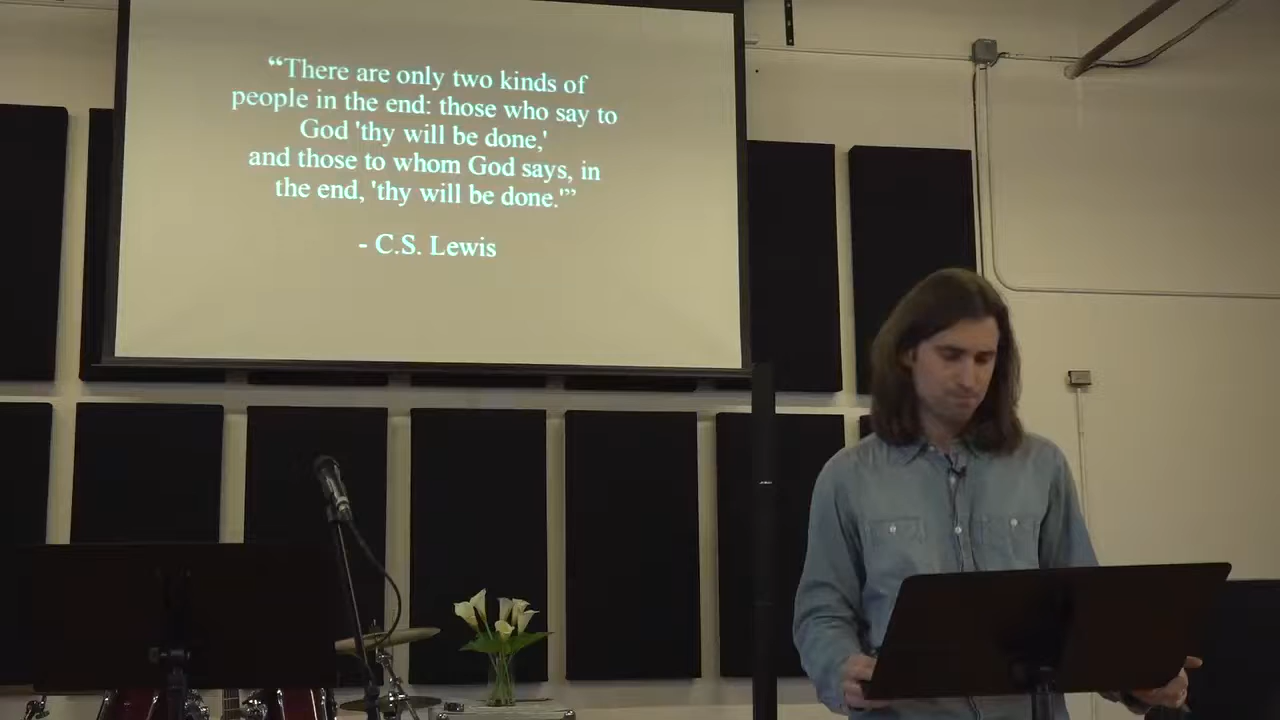 “There are only two kinds of
people in the end: those who say to
God 'thy will be done,'
and those to whom God says, in
the end, 'thy will be done.'”
- C.S. Lewis